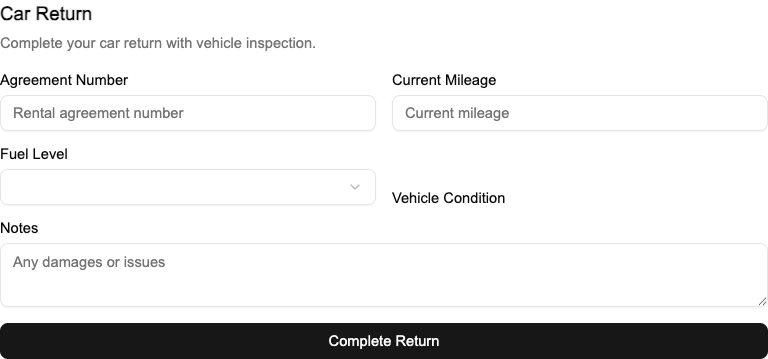 Car Return
Complete your car return with vehicle inspection.
Agreement Number
Rental agreement number
Current Mileage
Current mileage
Fuel Level
Vehicle Condition
Notes
Any damages or issues
Complete Return